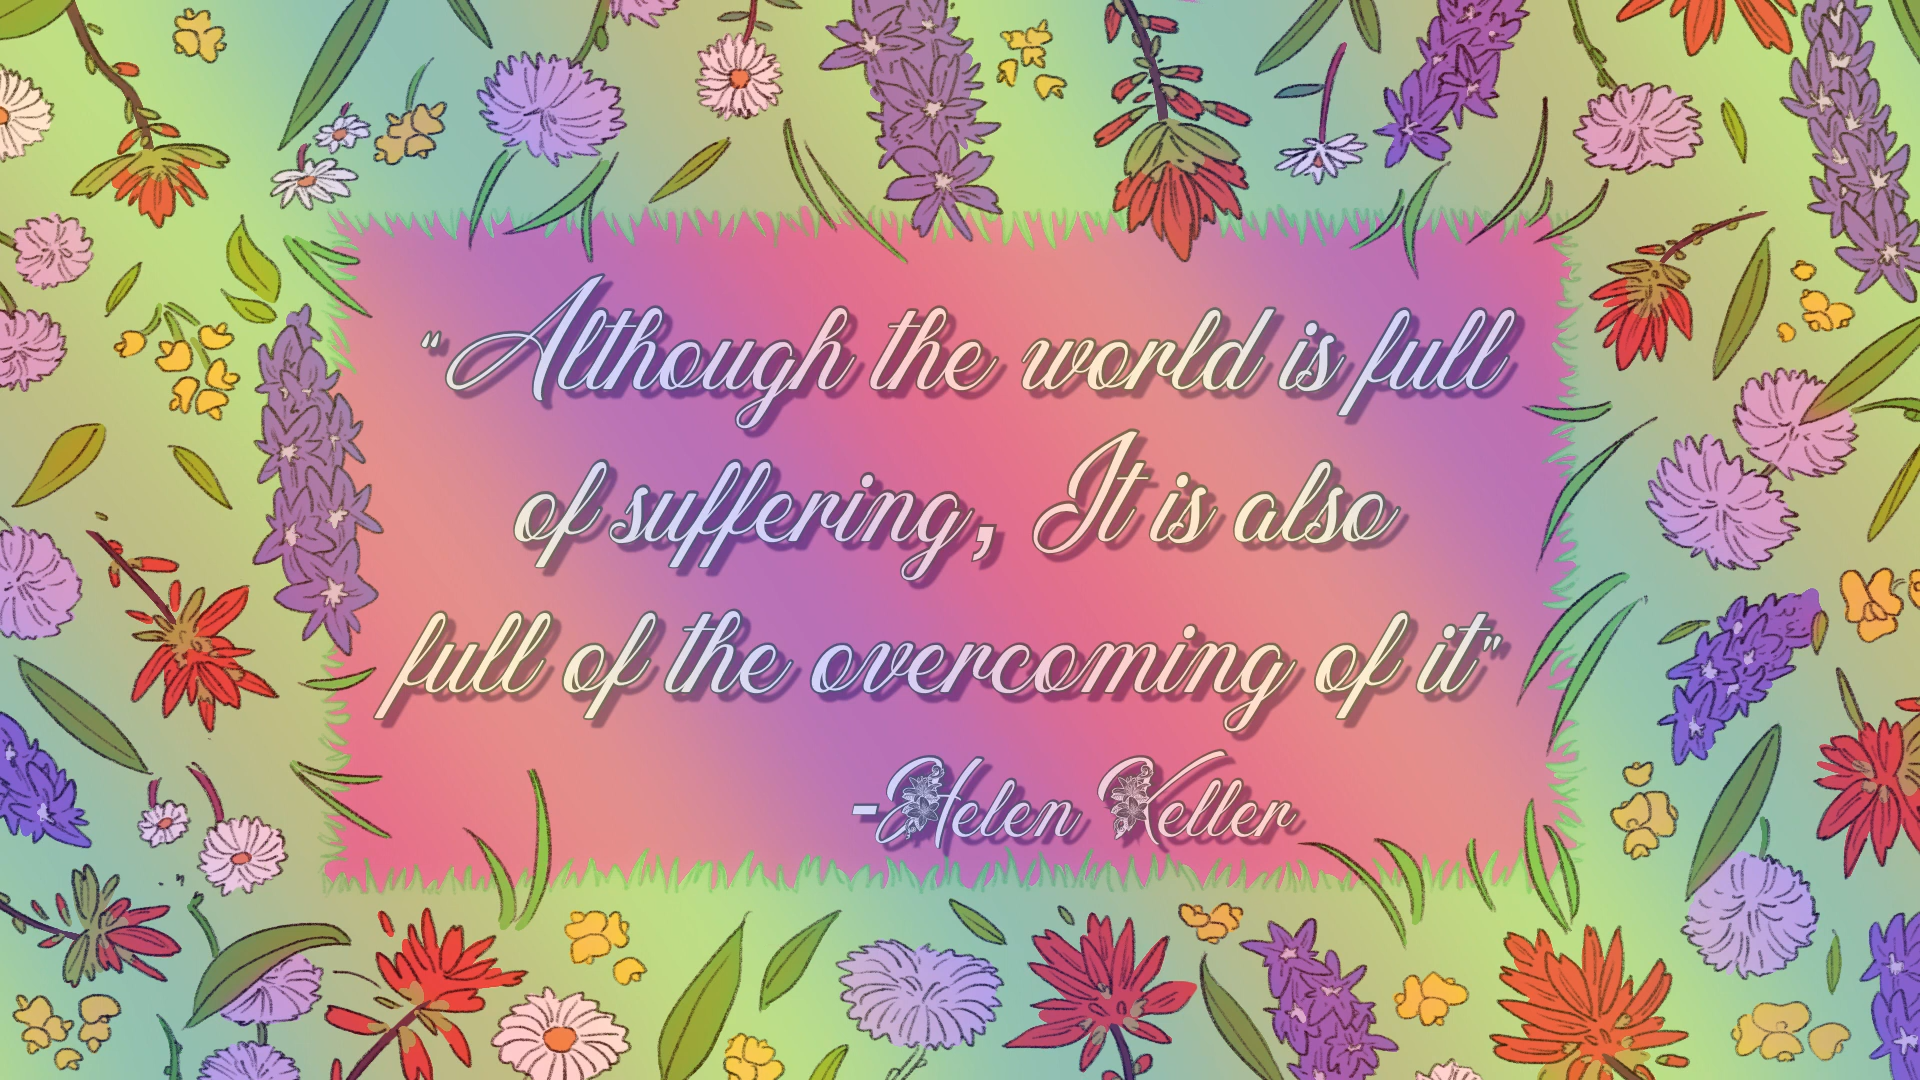 “Although the world is full
of suffering, It is also
full of the overcoming of it"
-Helen Keller